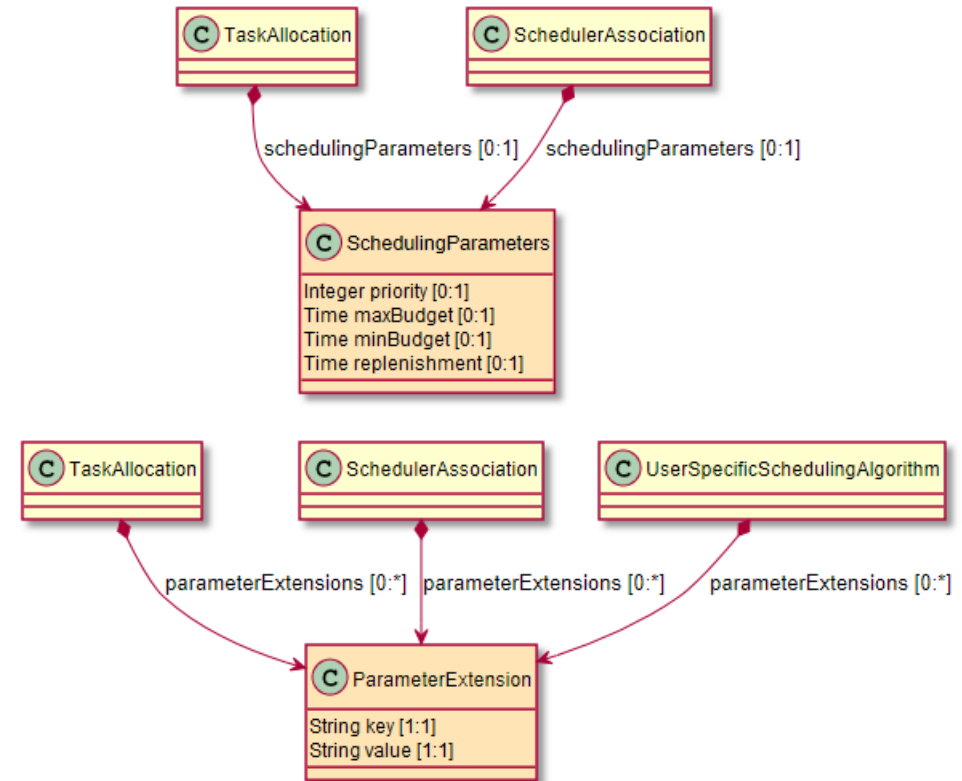 C TaskAllocation
C SchedulerAssociation
schedulingParameters [0:1]
schedulingParameters [0:1]
C SchedulingParameters
Integer priority [0:1]
Time maxBudget [0:1]
Time minBudget [0:1]
Time replenishment [0:1]
C TaskAllocation
C SchedulerAssociation
C UserSpecificSchedulingAlgorithm
parameterExtensions [0:*]
parameterExtensions [0:*]
parameterExtensions [0:*]
C ParameterExtension
String key [1:1]
String value [1:1]